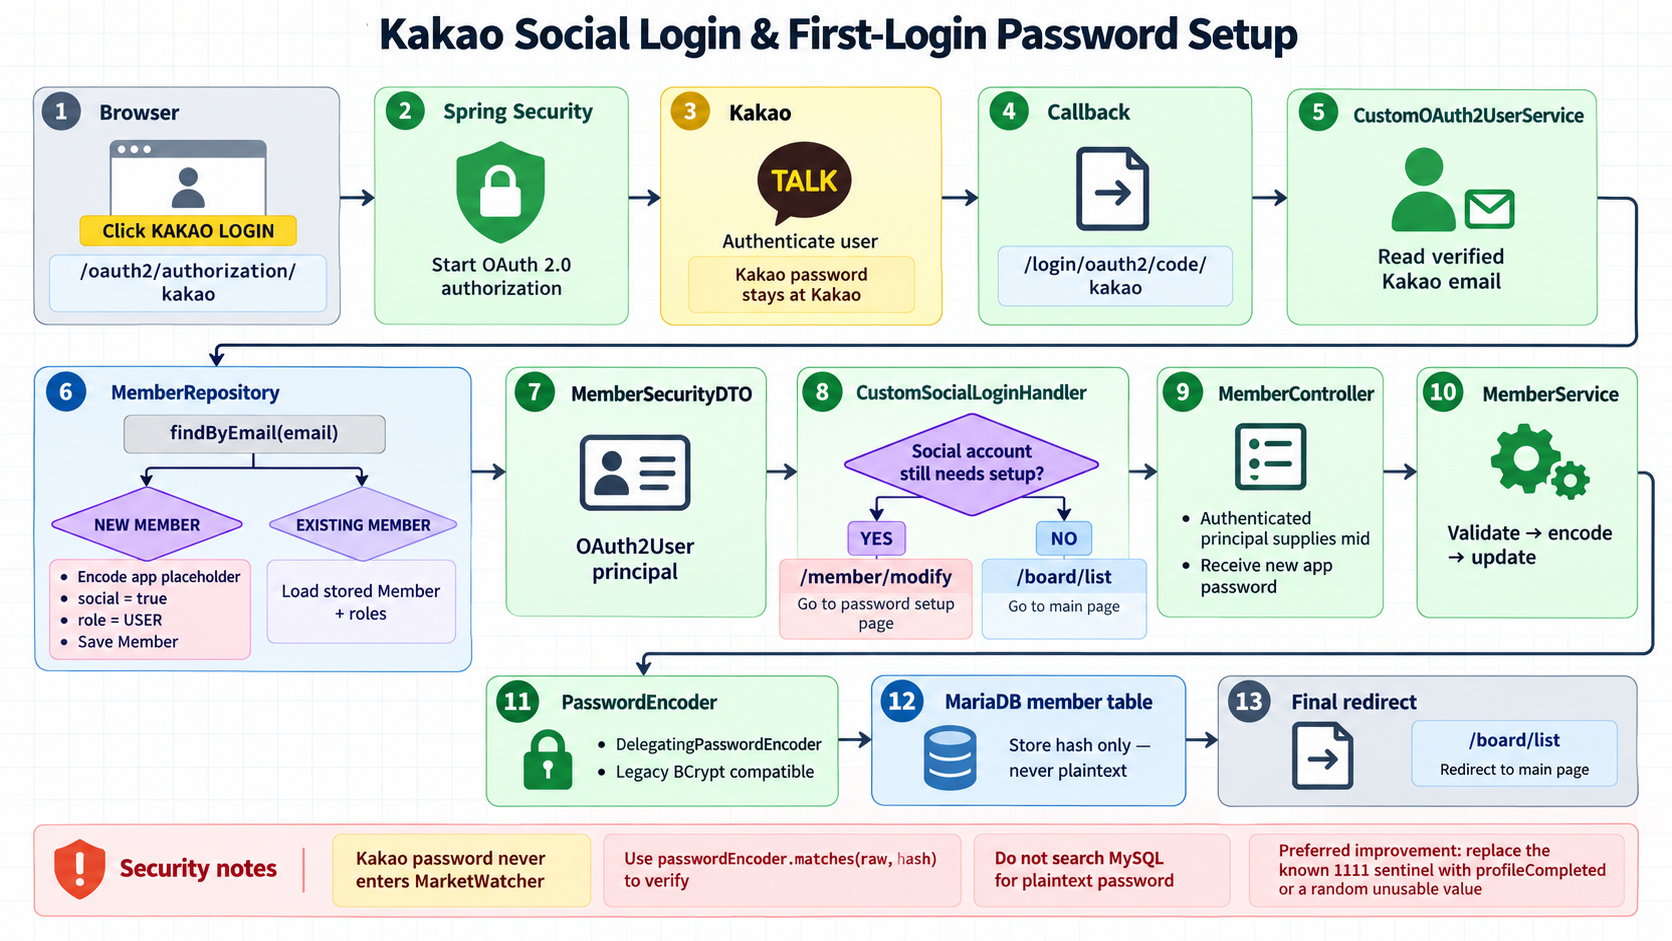 Kakao Social Login & First-Login Password Setup
1 Browser
Click KAKAO LOGIN
/oauth2/authorization/
kakao
2 Spring Security
Start OAuth 2.0
authorization
3 Kakao
TALK
Authenticate user
Kakao password
stays at Kakao
4 Callback
/login/oauth2/code/
kakao
5 CustomOAuth2UserService
Read verified
Kakao email
6 MemberRepository
findByEmail(email)
NEW MEMBER
EXISTING MEMBER
• Encode app placeholder
• social = true
• role = USER
• Save Member
Load stored Member
+ roles
7 MemberSecurityDTO
OAuth2User
principal
8 CustomSocialLoginHandler
Social account
still needs setup?
YES
NO
/member/modify
Go to password setup
page
/board/list
Go to main page
9 MemberController
• Authenticated
principal supplies mid
• Receive new app
password
10 MemberService
Validate → encode
→ update
11 PasswordEncoder
• DelegatingPasswordEncoder
• Legacy BCrypt compatible
12 MariaDB member table
Store hash only —
never plaintext
13 Final redirect
/board/list
Redirect to main page
Security notes
Kakao password never
enters MarketWatcher
Use passwordEncoder.matches(raw, hash)
to verify
Do not search MySQL
for plaintext password
Preferred improvement: replace the
known 1111 sentinel with profileCompleted
or a random unusable value